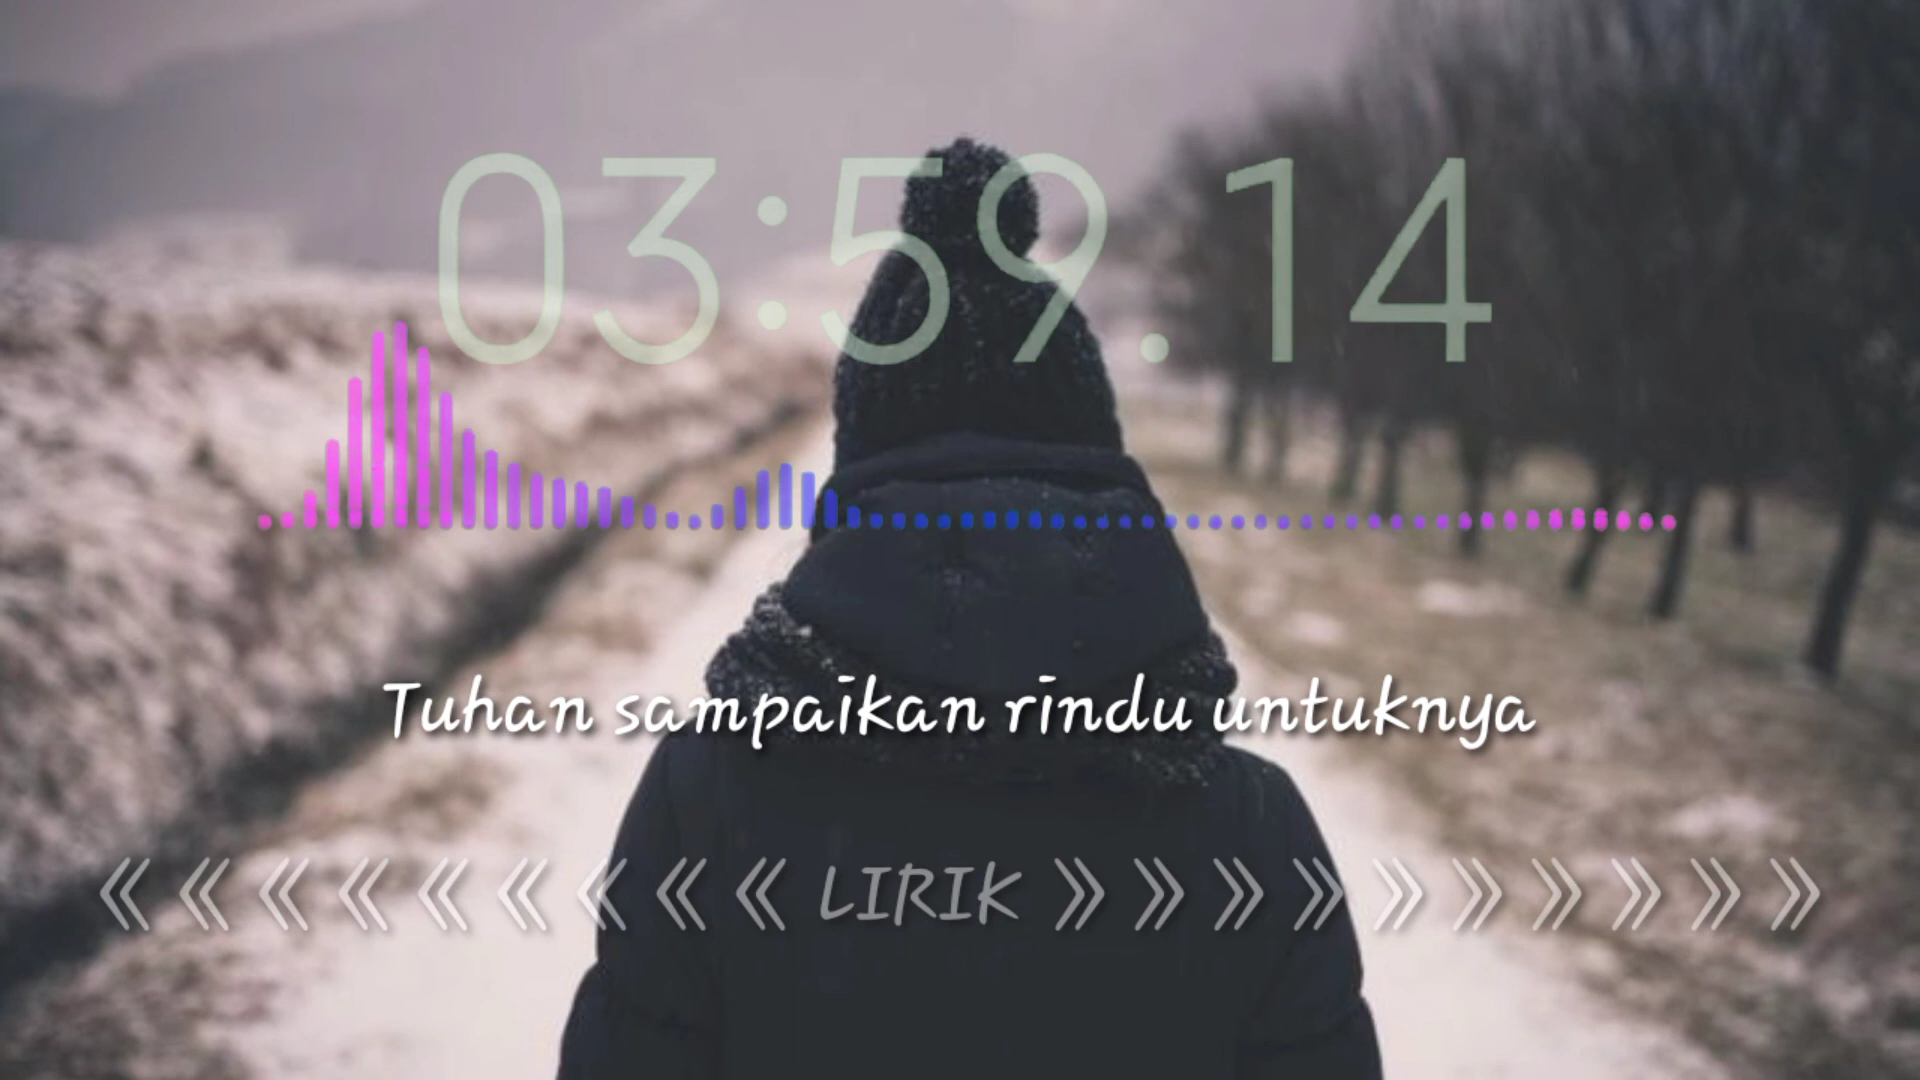 03:59.14
Tuhan sampaikan rindu untuknya
《《《《《《《《《 LIRIK 》》》》》》》》》》